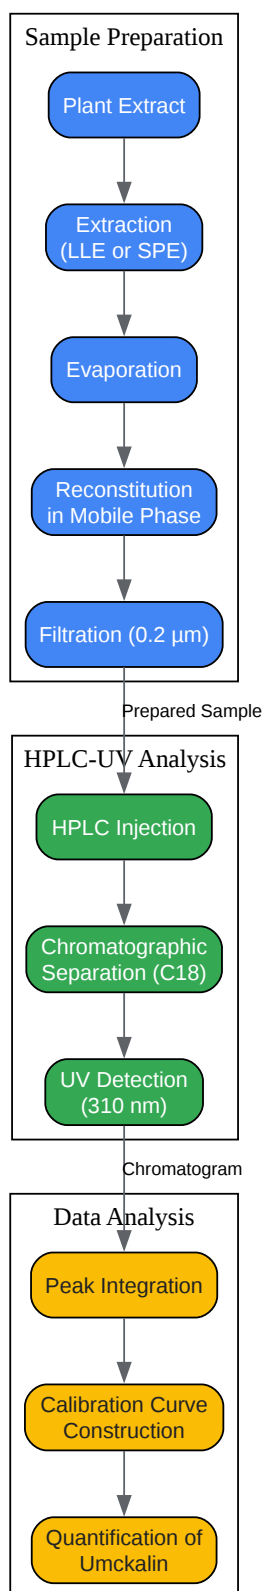 Sample Preparation
Plant Extract
Extraction
(LLE or SPE)
Evaporation
Reconstitution
in Mobile Phase
Filtration (0.2 µm)
Prepared Sample
HPLC-UV Analysis
HPLC Injection
Chromatographic
Separation (C18)
UV Detection
(310 nm)
Chromatogram
Data Analysis
Peak Integration
Calibration Curve
Construction
Quantification of
Umckalin